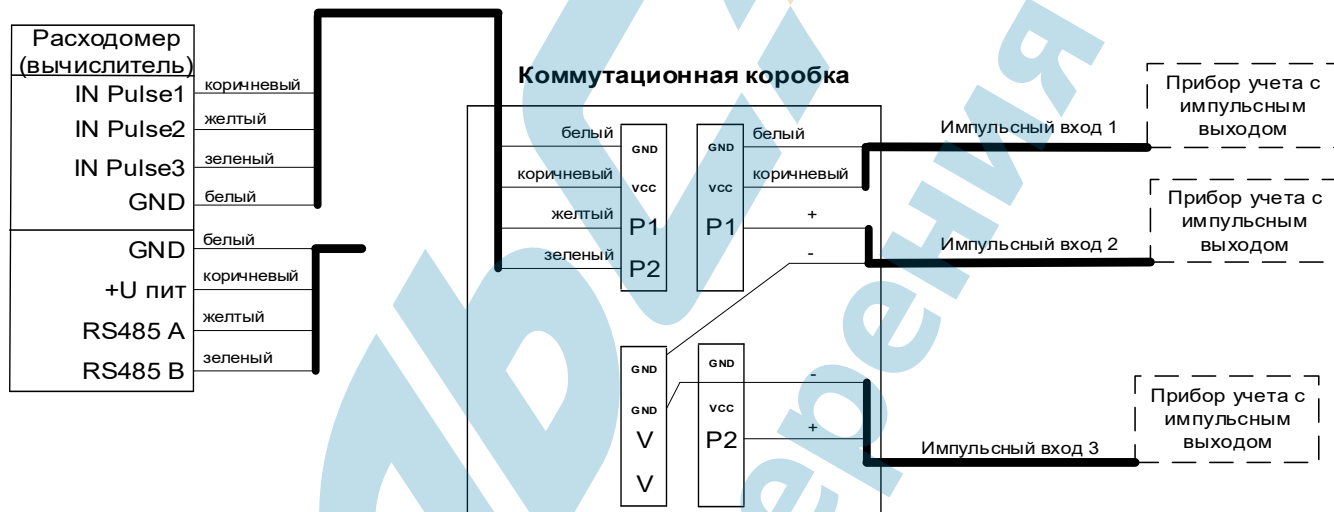 Расходомер
(вычислитель)
IN Pulse1
коричневый
IN Pulse2
желтый
IN Pulse3
зеленый
GND
белый
GND
белый
+U пит
коричневый
RS485 A
желтый
RS485 B
зеленый
Коммутационная коробка
белый
GND
коричневый
VCC
желтый
P1
зеленый
P2
GND
белый
VCC
коричневый
P1
+
-
GND
GND
V
V
GND
-
VCC
P2
+
Импульсный вход 1
Прибор учета с
импульсным
выходом
Импульсный вход 2
Прибор учета с
импульсным
выходом
Импульсный вход 3
Прибор учета с
импульсным
выходом